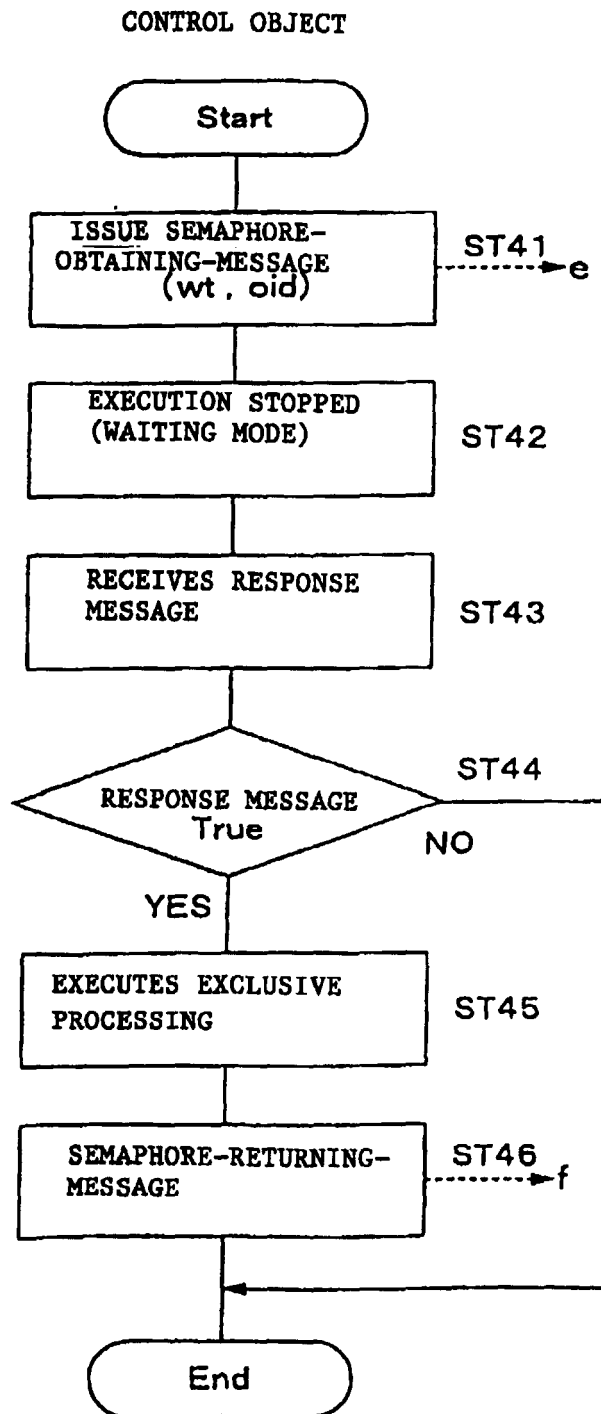 CONTROL OBJECT
Start
ISSUE SEMAPHORE-
OBTAINING-MESSAGE
(wt, oid)
ST41
e
EXECUTION STOPPED
(WAITING MODE)
ST42
RECEIVES RESPONSE
MESSAGE
ST43
ST44
RESPONSE MESSAGE
True
NO
YES
EXECUTES EXCLUSIVE
PROCESSING
ST45
SEMAPHORE-RETURNING-
MESSAGE
ST46
f
End